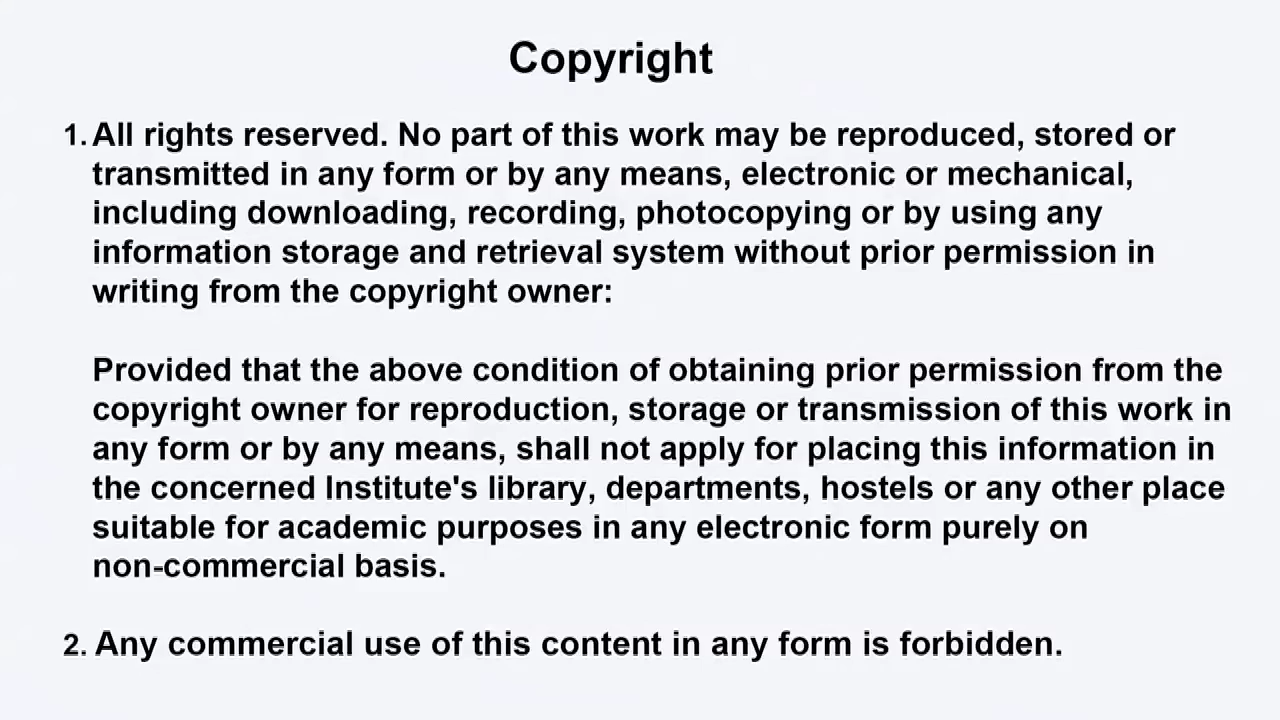 Copyright
1. All rights reserved. No part of this work may be reproduced, stored or
transmitted in any form or by any means, electronic or mechanical,
including downloading, recording, photocopying or by using any
information storage and retrieval system without prior permission in
writing from the copyright owner:
Provided that the above condition of obtaining prior permission from the
copyright owner for reproduction, storage or transmission of this work in
any form or by any means, shall not apply for placing this information in
the concerned Institute's library, departments, hostels or any other place
suitable for academic purposes in any electronic form purely on
non-commercial basis.
2. Any commercial use of this content in any form is forbidden.